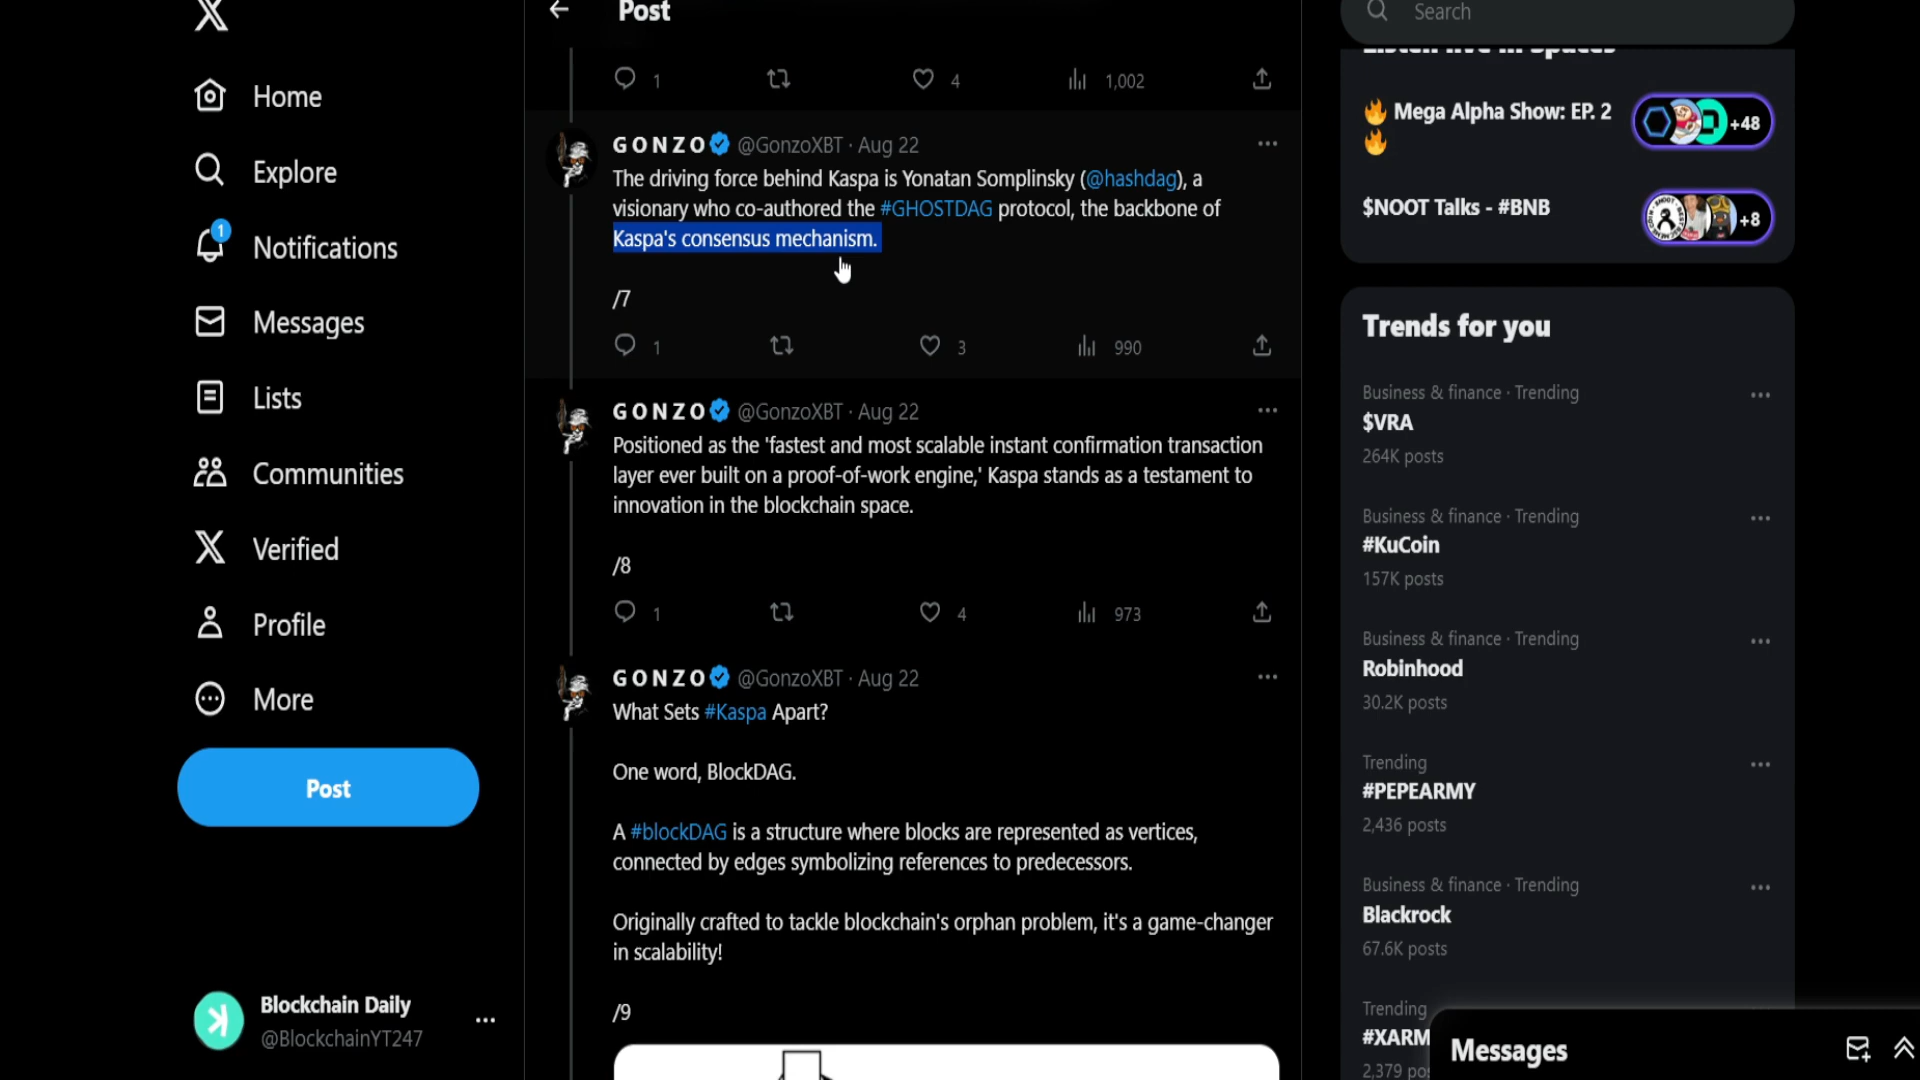 Home
Explore
1
Notifications
Messages
Lists
Communities
Verified
Profile
More
Post
Blockchain Daily
@BlockchainYT247
Post
1 4 1,002
GONZO @GonzoXBT · Aug 22
The driving force behind Kaspa is Yonatan Somplinsky (@hashdag), a
visionary who co-authored the #GHOSTDAG protocol, the backbone of
Kaspa's consensus mechanism.
/7
1 3 990
GONZO @GonzoXBT · Aug 22
Positioned as the 'fastest and most scalable instant confirmation transaction
layer ever built on a proof-of-work engine,' Kaspa stands as a testament to
innovation in the blockchain space.
/8
1 4 973
GONZO @GonzoXBT · Aug 22
What Sets #Kaspa Apart?
One word, BlockDAG.
A #blockDAG is a structure where blocks are represented as vertices,
connected by edges symbolizing references to predecessors.
Originally crafted to tackle blockchain's orphan problem, it's a game-changer
in scalability!
/9
Search
Listen live in Spaces
Mega Alpha Show: EP. 2
+48
$NOOT Talks - #BNB
+8
Trends for you
Business & finance · Trending
$VRA
264K posts
Business & finance · Trending
#KuCoin
157K posts
Business & finance · Trending
Robinhood
30.2K posts
Trending
#PEPEARMY
2,436 posts
Business & finance · Trending
Blackrock
67.6K posts
Trending
#XARM
2,379 pos
Messages